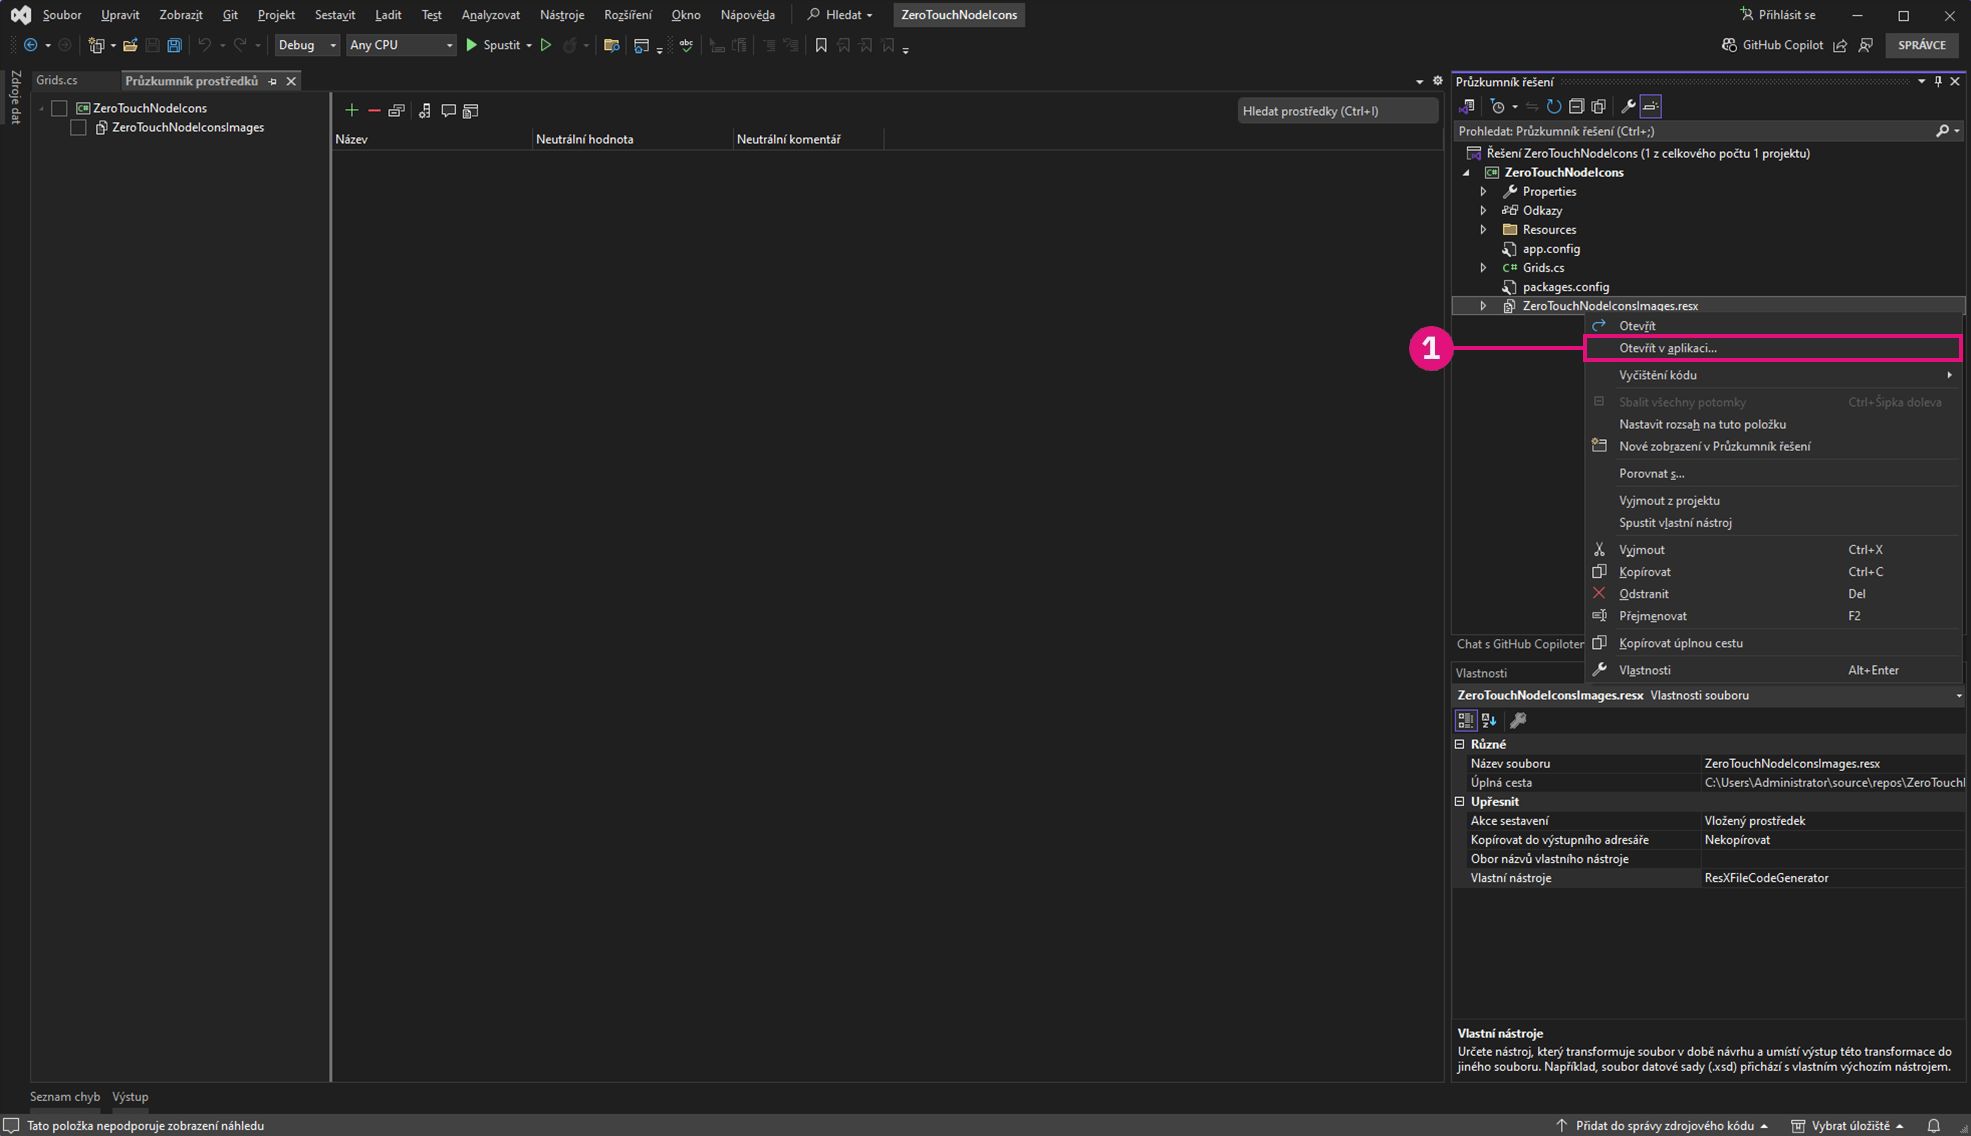 Soubor Upravit Zobrazit Git Projekt Sestavit Ladit Test Analyzovat Nástroje Rozšíření Okno Nápověda Hledat ZeroTouchNodeIcons Přihlásit se
Debug Any CPU Spustit abc GitHub Copilot SPRÁVCE
Zdroje dat
Grids.cs Průzkumník prostředků
ZeroTouchNodeIcons
ZeroTouchNodeIconsImages
Hledat prostředky (Ctrl+I)
Název Neutrální hodnota Neutrální komentář
Průzkumník řešení
Prohledat: Průzkumník řešení (Ctrl+;)
Řešení ZeroTouchNodeIcons (1 z celkového počtu 1 projektu)
C# ZeroTouchNodeIcons
Properties
Odkazy
Resources
app.config
C# Grids.cs
packages.config
ZeroTouchNodeIconsImages.resx
Otevřít
1
Otevřít v aplikaci...
Vyčištění kódu
Sbalit všechny potomky Ctrl+Šipka doleva
Nastavit rozsah na tuto položku
Nové zobrazení v Průzkumník řešení
Porovnat s...
Vyjmout z projektu
Spustit vlastní nástroj
Vyjmout Ctrl+X
Kopírovat Ctrl+C
Odstranit Del
Přejmenovat F2
Kopírovat úplnou cestu
Vlastnosti Alt+Enter
Chat s GitHub Copiloter
Vlastnosti
ZeroTouchNodeIconsImages.resx Vlastnosti souboru
Různé
Název souboru ZeroTouchNodeIconsImages.resx
Úplná cesta C:\Users\Administrator\source\repos\ZeroTouchI
Upřesnit
Akce sestavení Vložený prostředek
Kopírovat do výstupního adresáře Nekopírovat
Obor názvů vlastního nástroje
Vlastní nástroje ResXFileCodeGenerator
Vlastní nástroje
Určete nástroj, který transformuje soubor v době návrhu a umístí výstup této transformace do
jiného souboru. Například, soubor datové sady (.xsd) přichází s vlastním výchozím nástrojem.
Seznam chyb Výstup
Tato položka nepodporuje zobrazení náhledu Přidat do správy zdrojového kódu Vybrat úložiště